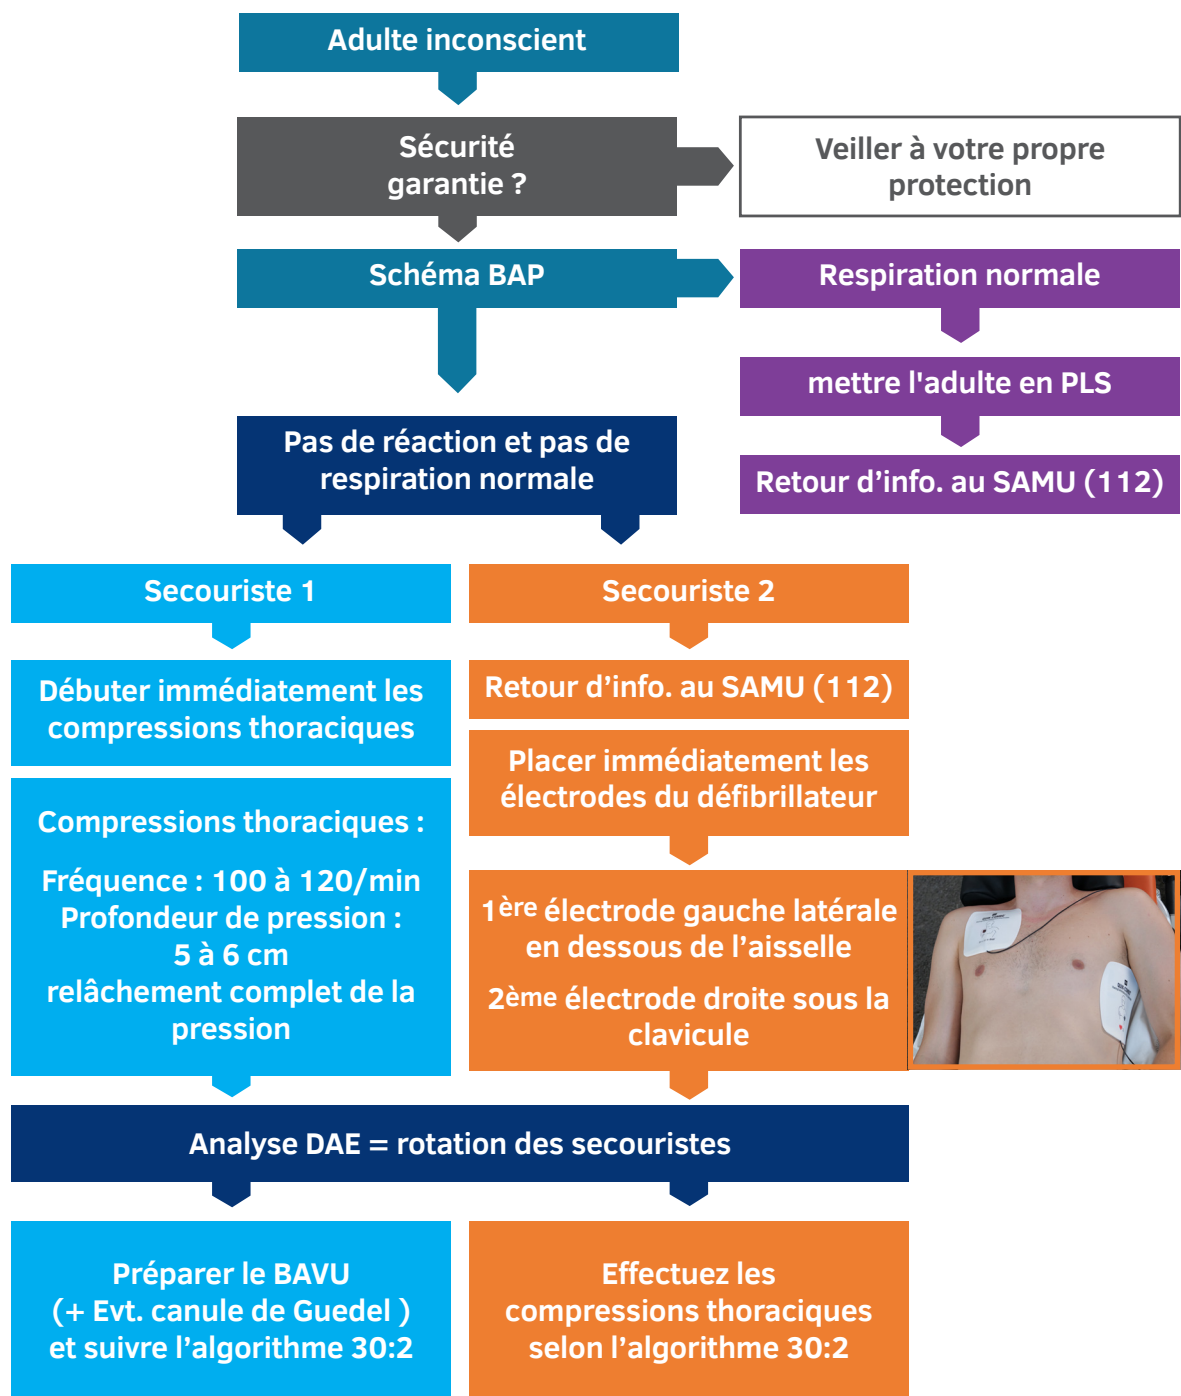 Adulte inconscient
Sécurité
garantie ?
Veiller à votre propre
protection
Schéma BAP
Respiration normale
mettre l'adulte en PLS
Retour d’info. au SAMU (112)
Pas de réaction et pas de
respiration normale
Secouriste 1
Débuter immédiatement les
compressions thoraciques
Compressions thoraciques :
Fréquence : 100 à 120/min
Profondeur de pression :
5 à 6 cm
relâchement complet de la
pression
Secouriste 2
Retour d’info. au SAMU (112)
Placer immédiatement les
électrodes du défibrillateur
1ère électrode gauche latérale
en dessous de l’aisselle
2ème électrode droite sous la
clavicule
Analyse DAE = rotation des secouristes
Préparer le BAVU
(+ Evt. canule de Guedel )
et suivre l’algorithme 30:2
Effectuez les
compressions thoraciques
selon l’algorithme 30:2